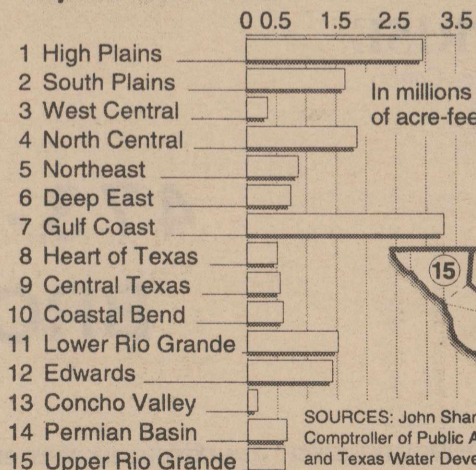 0 0.5 1.5 2.5 3.5
1 High Plains
2 South Plains
3 West Central
4 North Central
5 Northeast
6 Deep East
7 Gulf Coast
8 Heart of Texas
9 Central Texas
10 Coastal Bend
11 Lower Rio Grande
12 Edwards
13 Concho Valley
14 Permian Basin
15 Upper Rio Grande
In millions
of acre-fee
15
SOURCES: John Shar
Comptroller of Public A
and Texas Water Deve